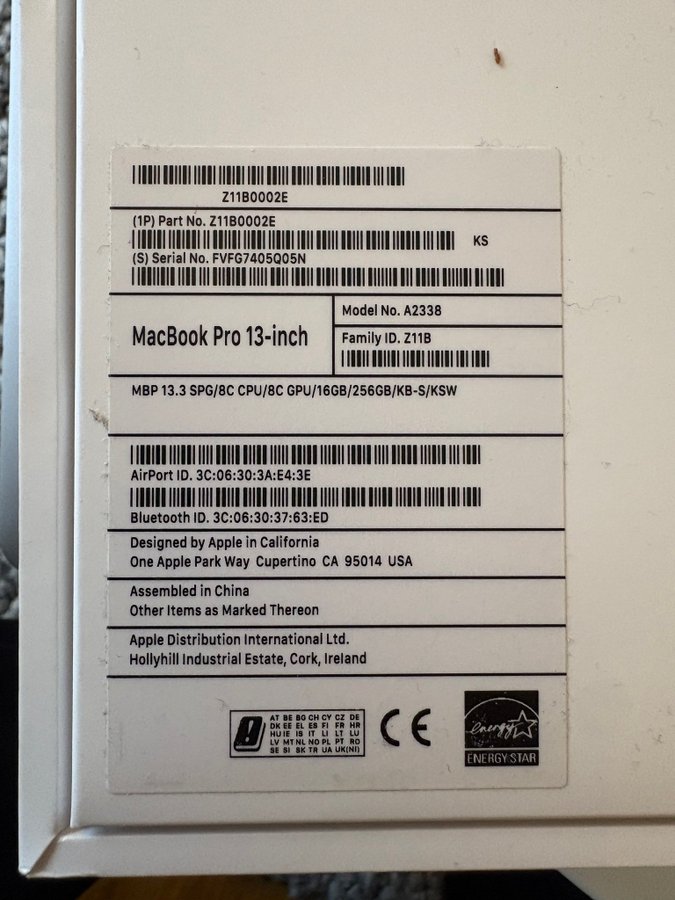 Z11B0002E
(1P) Part No. Z11B0002E
KS
(S) Serial No. FVFG7405Q05N
MacBook Pro 13-inch
Model No. A2338
Family ID. Z11B
MBP 13.3 SPG/8C CPU/8C GPU/16GB/256GB/KB-S/KSW
AirPort ID. 3C:06:30:3A:E4:3E
Bluetooth ID. 3C:06:30:37:63:ED
Designed by Apple in California
One Apple Park Way Cupertino CA 95014 USA
Assembled in China
Other Items as Marked Thereon
Apple Distribution International Ltd.
Hollyhill Industrial Estate, Cork, Ireland
AT BE BG CH CY CZ DE
DK EE EL ES FI FR HR
HU IE IS IT LI LT LU
LV MT NL NO PL PT RO
SE SI SK TR UA UK(NI)
CE
energy
ENERGY STAR